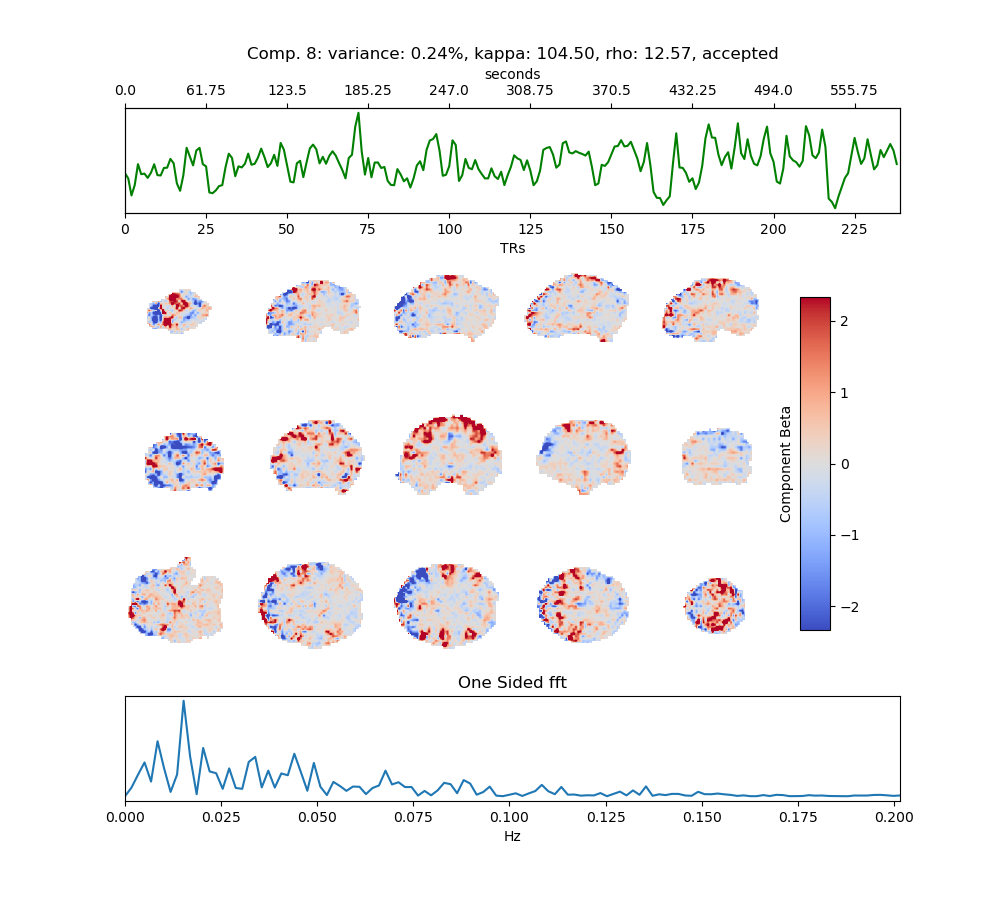 Comp. 8: variance: 0.24%, kappa: 104.50, rho: 12.57, accepted
seconds
0.0 61.75 123.5 185.25 247.0 308.75 370.5 432.25 494.0 555.75
0 25 50 75 100 125 150 175 200 225
TRs
2
1
0
−1
−2
Component Beta
One Sided fft
0.000 0.025 0.050 0.075 0.100 0.125 0.150 0.175 0.200
Hz